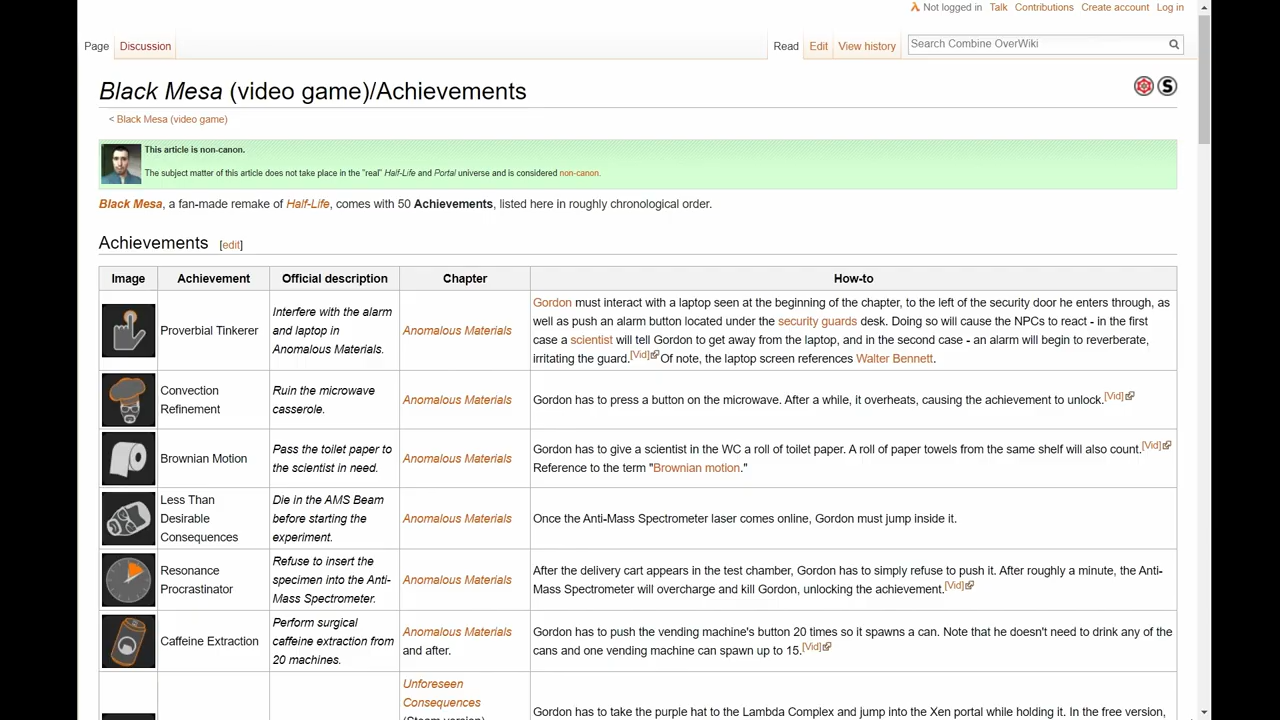 Not logged in Talk Contributions Create account Log in
Page Discussion Read Edit View history Search Combine OverWiki
Black Mesa (video game)/Achievements
S
< Black Mesa (video game)
This article is non-canon.
The subject matter of this article does not take place in the "real" Half-Life and Portal universe and is considered non-canon.
Black Mesa, a fan-made remake of Half-Life, comes with 50 Achievements, listed here in roughly chronological order.
Achievements [edit]
Image Achievement Official description Chapter How-to
Proverbial Tinkerer
Interfere with the alarm
and laptop in
Anomalous Materials.
Anomalous Materials
Gordon must interact with a laptop seen at the beginning of the chapter, to the left of the security door he enters through, as
well as push an alarm button located under the security guards desk. Doing so will cause the NPCs to react - in the first
case a scientist will tell Gordon to get away from the laptop, and in the second case - an alarm will begin to reverberate,
irritating the guard.[Vid] Of note, the laptop screen references Walter Bennett.
Convection
Refinement
Ruin the microwave
casserole.
Anomalous Materials
Gordon has to press a button on the microwave. After a while, it overheats, causing the achievement to unlock.[Vid]
Brownian Motion
Pass the toilet paper to
the scientist in need.
Anomalous Materials
Gordon has to give a scientist in the WC a roll of toilet paper. A roll of paper towels from the same shelf will also count.[Vid]
Reference to the term "Brownian motion."
Less Than
Desirable
Consequences
Die in the AMS Beam
before starting the
experiment.
Anomalous Materials
Once the Anti-Mass Spectrometer laser comes online, Gordon must jump inside it.
Resonance
Procrastinator
Refuse to insert the
specimen into the Anti-
Mass Spectrometer.
Anomalous Materials
After the delivery cart appears in the test chamber, Gordon has to simply refuse to push it. After roughly a minute, the Anti-
Mass Spectrometer will overcharge and kill Gordon, unlocking the achievement.[Vid]
Caffeine Extraction
Perform surgical
caffeine extraction from
20 machines.
Anomalous Materials
and after.
Gordon has to push the vending machine's button 20 times so it spawns a can. Note that he doesn't need to drink any of the
cans and one vending machine can spawn up to 15.[Vid]
Unforeseen
Consequences
(Steam version)
Gordon has to take the purple hat to the Lambda Complex and jump into the Xen portal while holding it. In the free version,